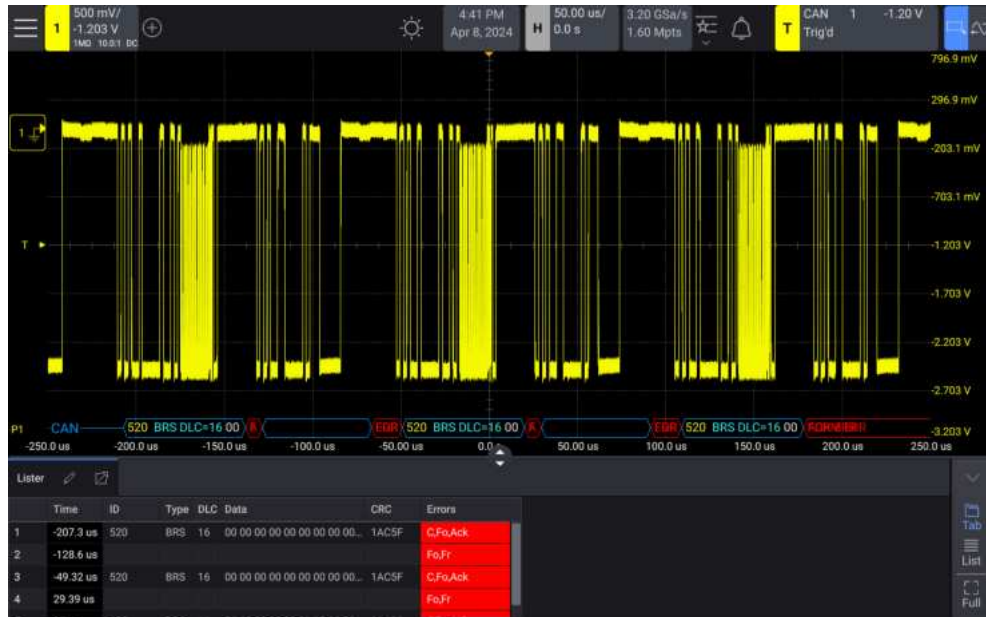 1 500 mV/ 4:41 PM H 50.00 us/ 3.20 GSa/s T CAN 1 -1.20 V
-1.203 V Apr 8, 2024 0.0 s 1.60 Mpts Trig'd
1MΩ 10.0:1 DC
796.9 mV
296.9 mV
1
-203.1 mV
-703.1 mV
T -1.203 V
-1.703 V
-2.203 V
-2.703 V
P1 CAN 520 BRS DLC=16 00 R ERR 520 BRS DLC=16 00 R ERR 520 BRS DLC=16 00
-3.203 V
-250.0 us -200.0 us -150.0 us -100.0 us -50.00 us 0.0 50.00 us 100.0 us 150.0 us 200.0 us 250.0 us
Lister
Time ID Type DLC Data CRC Errors
1 -207.3 us 520 BRS 16 00 00 00 00 00 00 00 00 00... 1AC5F C,Fo,Ack
2 -128.6 us Fo,Fr
3 -49.32 us 520 BRS 16 00 00 00 00 00 00 00 00 00... 1AC5F C,Fo,Ack
4 29.39 us Fo,Fr
Tab
List
Full